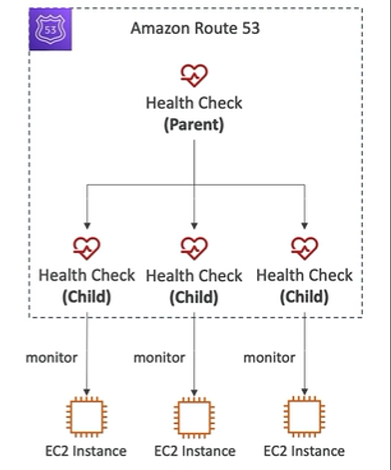 53
Amazon Route 53
Health Check
(Parent)
Health Check
(Child)
Health Check
(Child)
Health Check
(Child)
monitor
monitor
monitor
EC2 Instance
EC2 Instance
EC2 Instance